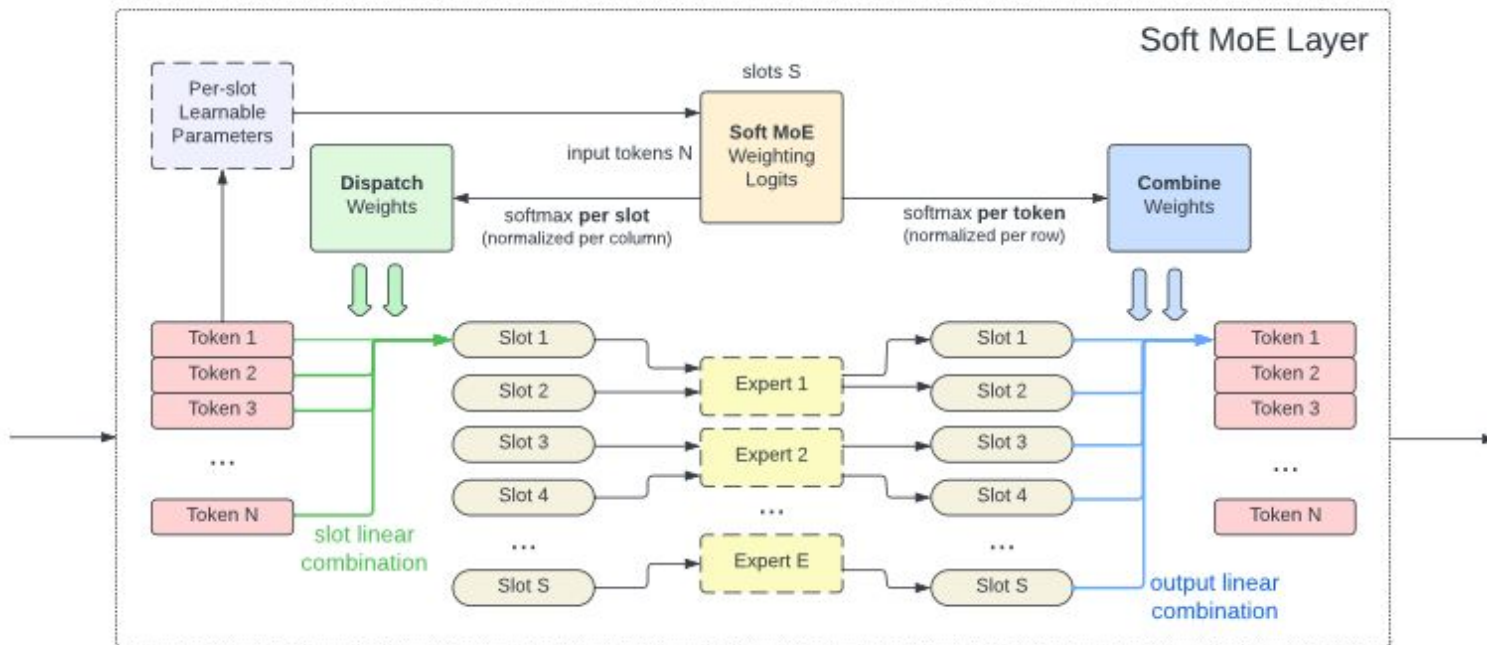 Soft MoE Layer
Per-slot
Learnable
Parameters
slots S
input tokens N
Soft MoE
Weighting
Logits
Dispatch
Weights
softmax per slot
(normalized per column)
softmax per token
(normalized per row)
Combine
Weights
Token 1
Token 2
Token 3
...
Token N
slot linear
combination
Slot 1
Slot 2
Slot 3
Slot 4
...
Slot S
Expert 1
Expert 2
...
Expert E
Slot 1
Slot 2
Slot 3
Slot 4
...
Slot S
output linear
combination
Token 1
Token 2
Token 3
...
Token N